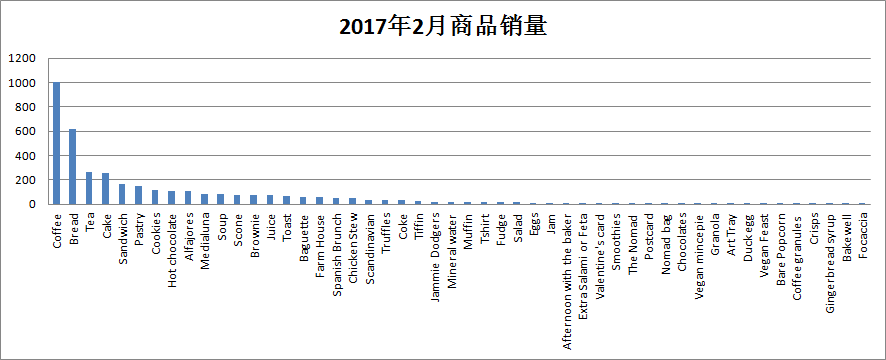 2017年2月商品销量
1200
1000
800
600
400
200
0
Coffee
Bread
Tea
Cake
Sandwich
Pastry
Cookies
Hot chocolate
Alfajores
Medialuna
Soup
Scone
Brownie
Juice
Toast
Baguette
Farm House
Spanish Brunch
Chicken Stew
Scandinavian
Truffles
Coke
Tiffin
Jammie Dodgers
Mineral water
Muffin
Tshirt
Fudge
Salad
Eggs
Jam
Afternoon with the baker
Extra Salami or Feta
Valentine's card
Smoothies
The Nomad
Postcard
Nomad bag
Chocolates
Vegan mincepie
Granola
Art Tray
Duck egg
Vegan Feast
Bare Popcorn
Coffee granules
Crisps
Gingerbread syrup
Bakewell
Focaccia